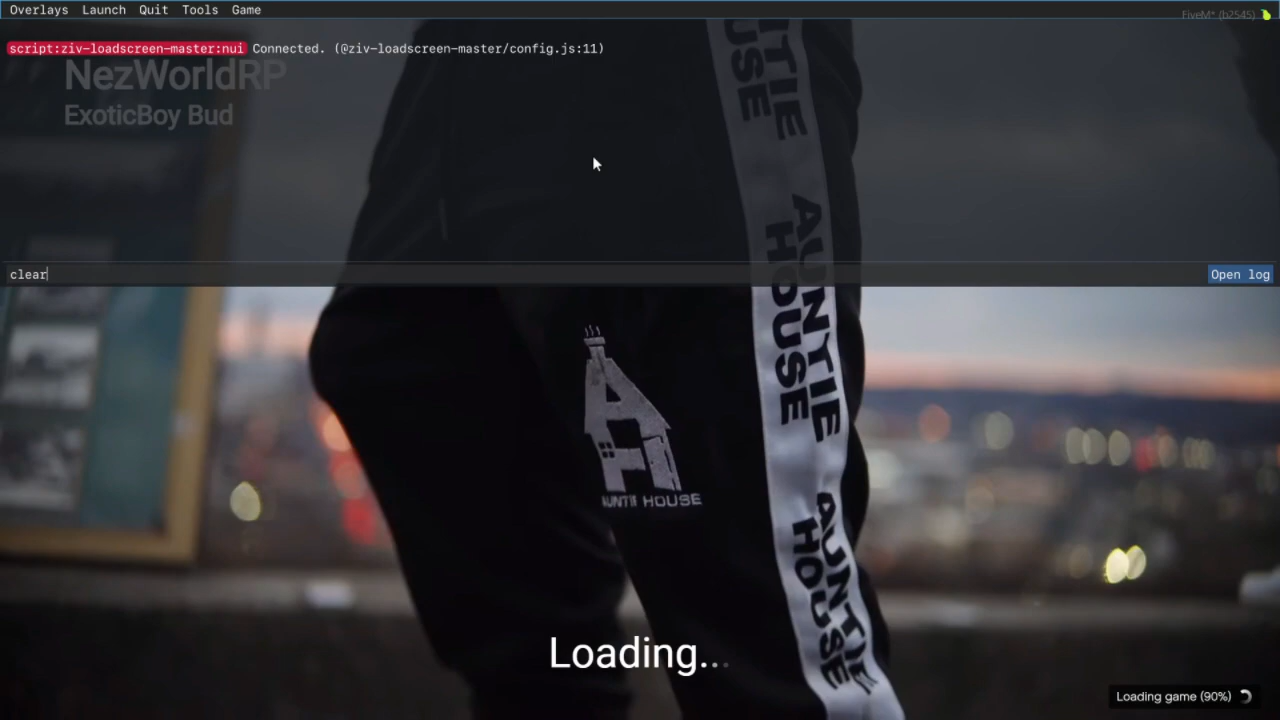 Overlays Launch Quit Tools Game
FiveM* (b2545)
script:ziv-loadscreen-master:nui Connected. (@ziv-loadscreen-master/config.js:11)
NezWorldRP
ExoticBoy Bud
clear
Open log
AUNTIE
HOUSE
AUNTIE
HOUSE
AUNTIE HOUSE
AUNTIE
HOUSE
Loading...
Loading game (90%)